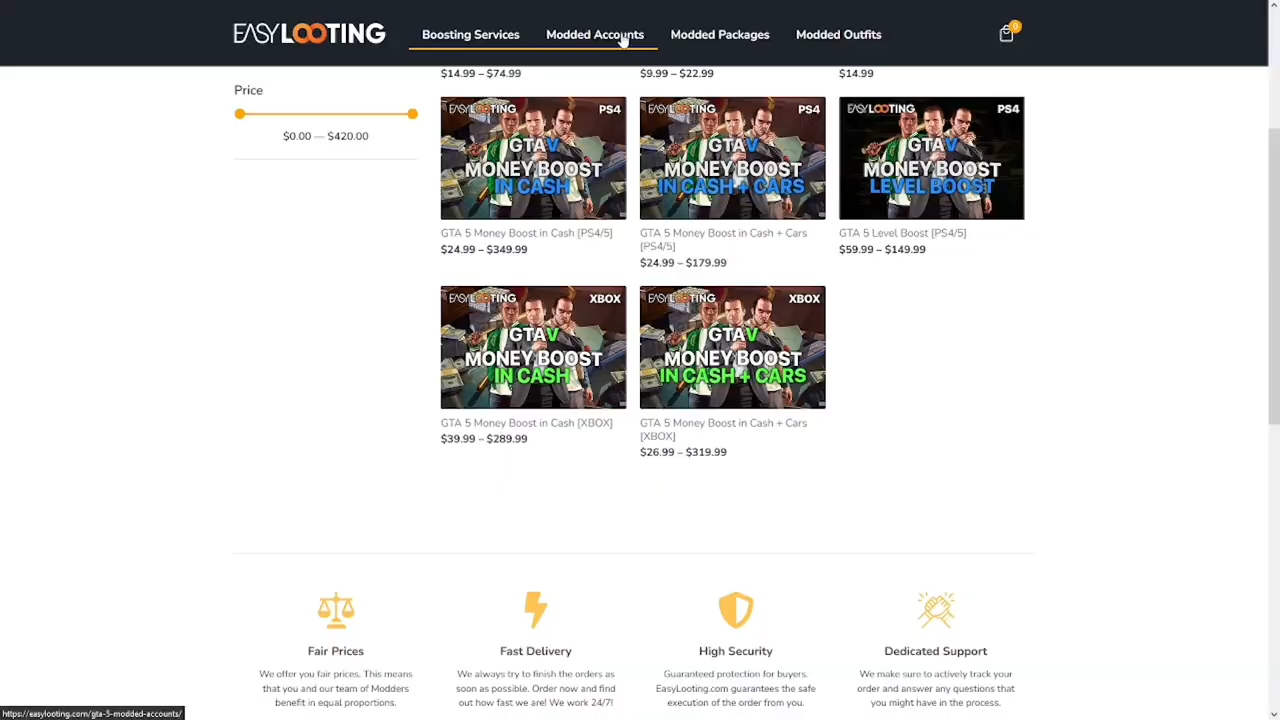 EASYLOOTING
Boosting Services
Modded Accounts
Modded Packages
Modded Outfits
0
Price
$0.00 — $420.00
$14.99 – $74.99
$9.99 – $22.99
$14.99
EASYLOOTING PS4
GTAV
MONEY BOOST
IN CASH
EASYLOOTING PS4
GTAV
MONEY BOOST
IN CASH + CARS
EASYLOOTING PS4
GTAV
MONEY BOOST
LEVEL BOOST
GTA 5 Money Boost in Cash [PS4/5]
$24.99 – $349.99
GTA 5 Money Boost in Cash + Cars
[PS4/5]
$24.99 – $179.99
GTA 5 Level Boost [PS4/5]
$59.99 – $149.99
EASYLOOTING XBOX
GTAV
MONEY BOOST
IN CASH
EASYLOOTING XBOX
GTAV
MONEY BOOST
IN CASH + CARS
GTA 5 Money Boost in Cash [XBOX]
$39.99 – $289.99
GTA 5 Money Boost in Cash + Cars
[XBOX]
$26.99 – $319.99
Fair Prices
We offer you fair prices. This means
that you and our team of Modders
benefit in equal proportions.
Fast Delivery
We always try to finish the orders as
soon as possible. Order now and find
out how fast we are! We work 24/7!
High Security
Guaranteed protection for buyers.
EasyLooting.com guarantees the safe
execution of the order from you.
Dedicated Support
We make sure to actively track your
order and answer any questions that
you might have in the process.
https://easylooting.com/gta-5-modded-accounts/